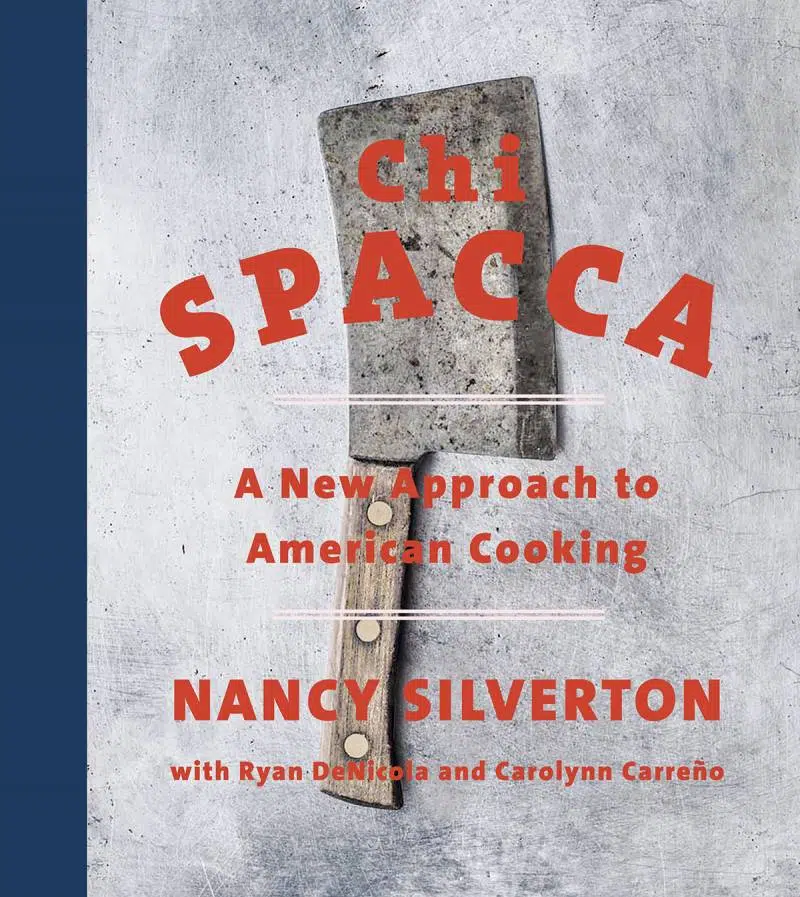 Chi
SPACCA
A New Approach to
American Cooking
NANCY SILVERTON
with Ryan DeNicola and Carolynn Carreño